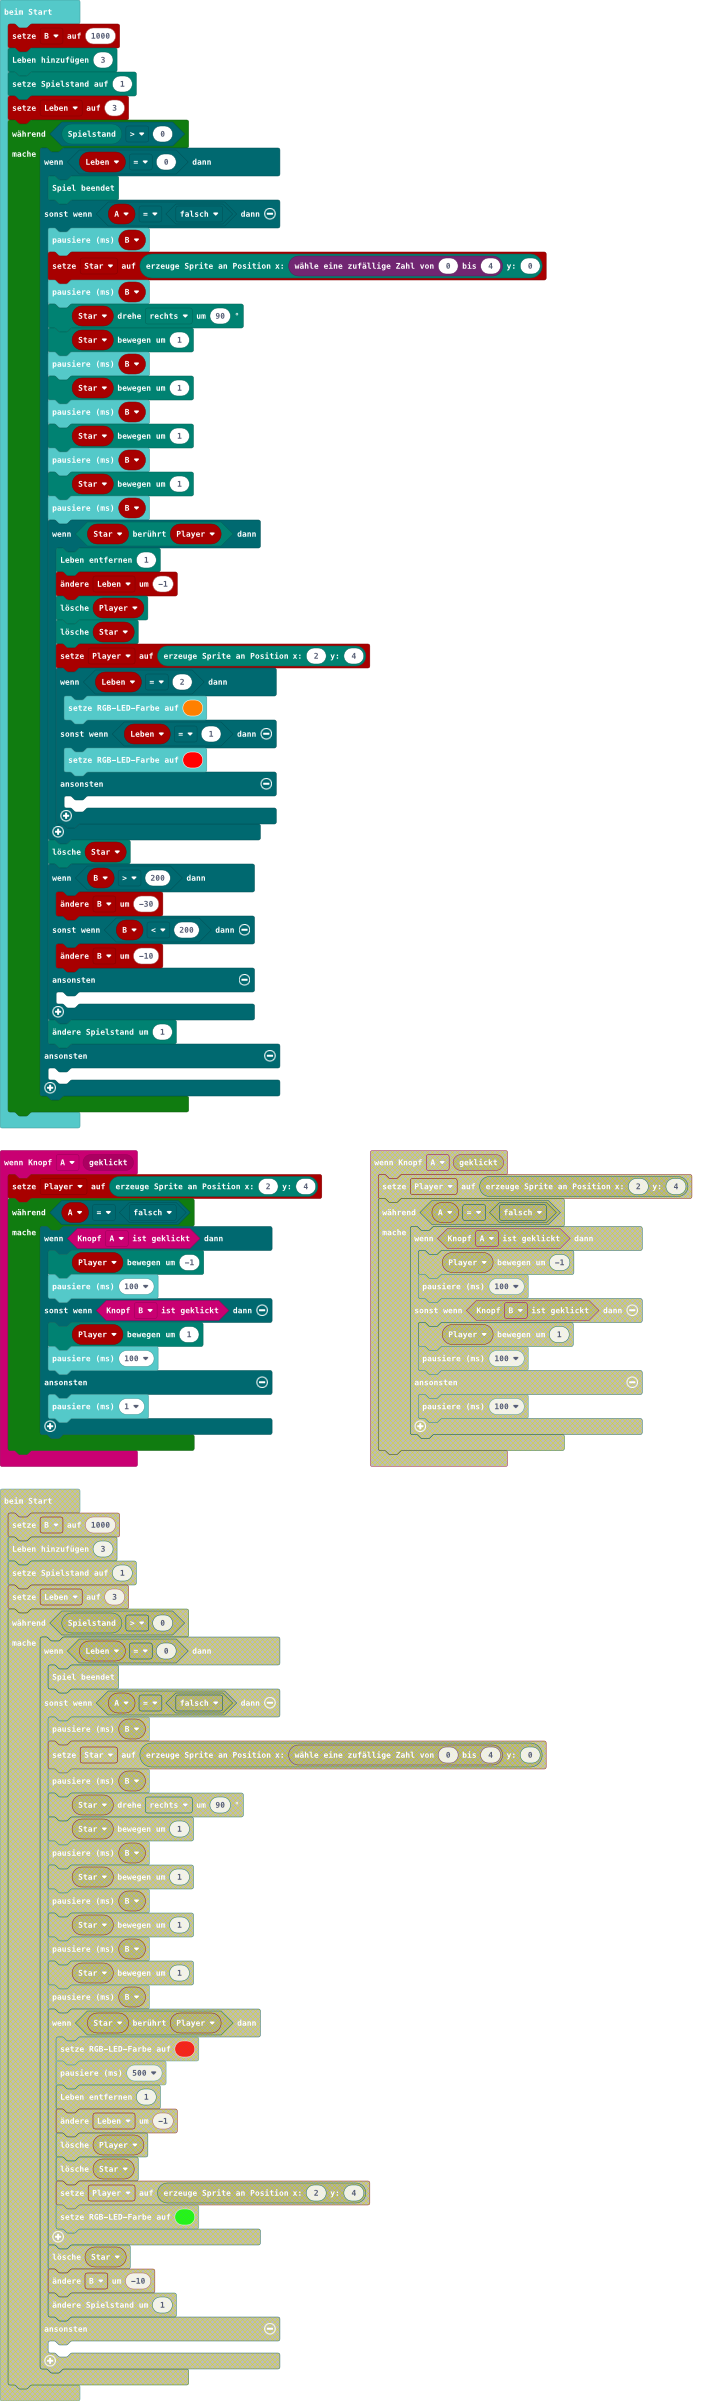 beim Start
setze B auf 1000
Leben hinzufügen 3
setze Spielstand auf 1
setze Leben auf 3
während Spielstand > 0
mache
wenn Leben = 0 dann
Spiel beendet
sonst wenn A = falsch dann
pausiere (ms) B
setze Star auf erzeuge Sprite an Position x: wähle eine zufällige Zahl von 0 bis 4 y: 0
pausiere (ms) B
Star drehe rechts um 90 °
Star bewegen um 1
pausiere (ms) B
Star bewegen um 1
pausiere (ms) B
Star bewegen um 1
pausiere (ms) B
Star bewegen um 1
pausiere (ms) B
wenn Star berührt Player dann
Leben entfernen 1
ändere Leben um -1
lösche Player
lösche Star
setze Player auf erzeuge Sprite an Position x: 2 y: 4
wenn Leben = 2 dann
setze RGB-LED-Farbe auf
sonst wenn Leben = 1 dann
setze RGB-LED-Farbe auf
ansonsten
lösche Star
wenn B > 200 dann
ändere B um -30
sonst wenn B < 200 dann
ändere B um -10
ansonsten
ändere Spielstand um 1
ansonsten
wenn Knopf A geklickt
setze Player auf erzeuge Sprite an Position x: 2 y: 4
während A = falsch
mache
wenn Knopf A ist geklickt dann
Player bewegen um -1
pausiere (ms) 100
sonst wenn Knopf B ist geklickt dann
Player bewegen um 1
pausiere (ms) 100
ansonsten
pausiere (ms) 1
wenn Knopf A geklickt
setze Player auf erzeuge Sprite an Position x: 2 y: 4
während A = falsch
mache
wenn Knopf A ist geklickt dann
Player bewegen um -1
pausiere (ms) 100
sonst wenn Knopf B ist geklickt dann
Player bewegen um 1
pausiere (ms) 100
ansonsten
pausiere (ms) 100
beim Start
setze B auf 1000
Leben hinzufügen 3
setze Spielstand auf 1
setze Leben auf 3
während Spielstand > 0
mache
wenn Leben = 0 dann
Spiel beendet
sonst wenn A = falsch dann
pausiere (ms) B
setze Star auf erzeuge Sprite an Position x: wähle eine zufällige Zahl von 0 bis 4 y: 0
pausiere (ms) B
Star drehe rechts um 90 °
Star bewegen um 1
pausiere (ms) B
Star bewegen um 1
pausiere (ms) B
Star bewegen um 1
pausiere (ms) B
Star bewegen um 1
pausiere (ms) B
wenn Star berührt Player dann
setze RGB-LED-Farbe auf
pausiere (ms) 500
Leben entfernen 1
ändere Leben um -1
lösche Player
lösche Star
setze Player auf erzeuge Sprite an Position x: 2 y: 4
setze RGB-LED-Farbe auf
lösche Star
ändere B um -10
ändere Spielstand um 1
ansonsten